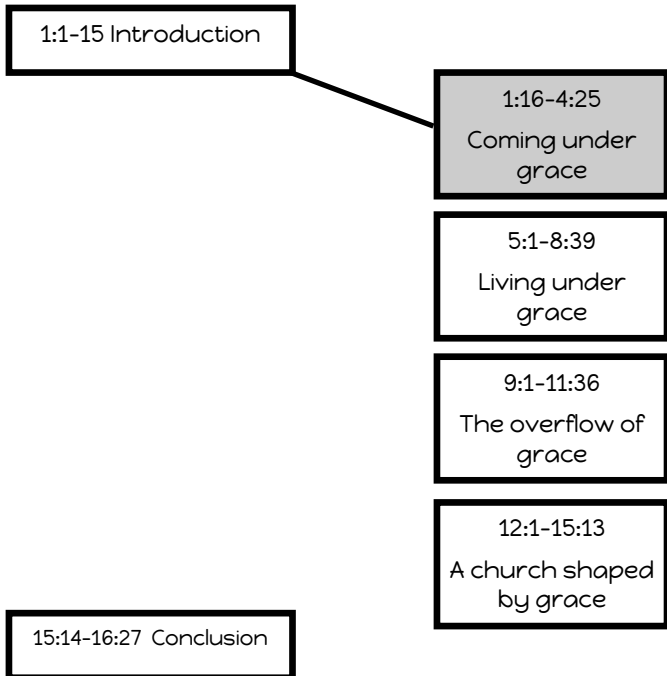 1:1-15 Introduction
1:16-4:25
Coming under
grace
5:1-8:39
Living under
grace
9:1-11:36
The overflow of
grace
12:1-15:13
A church shaped
by grace
15:14-16:27 Conclusion